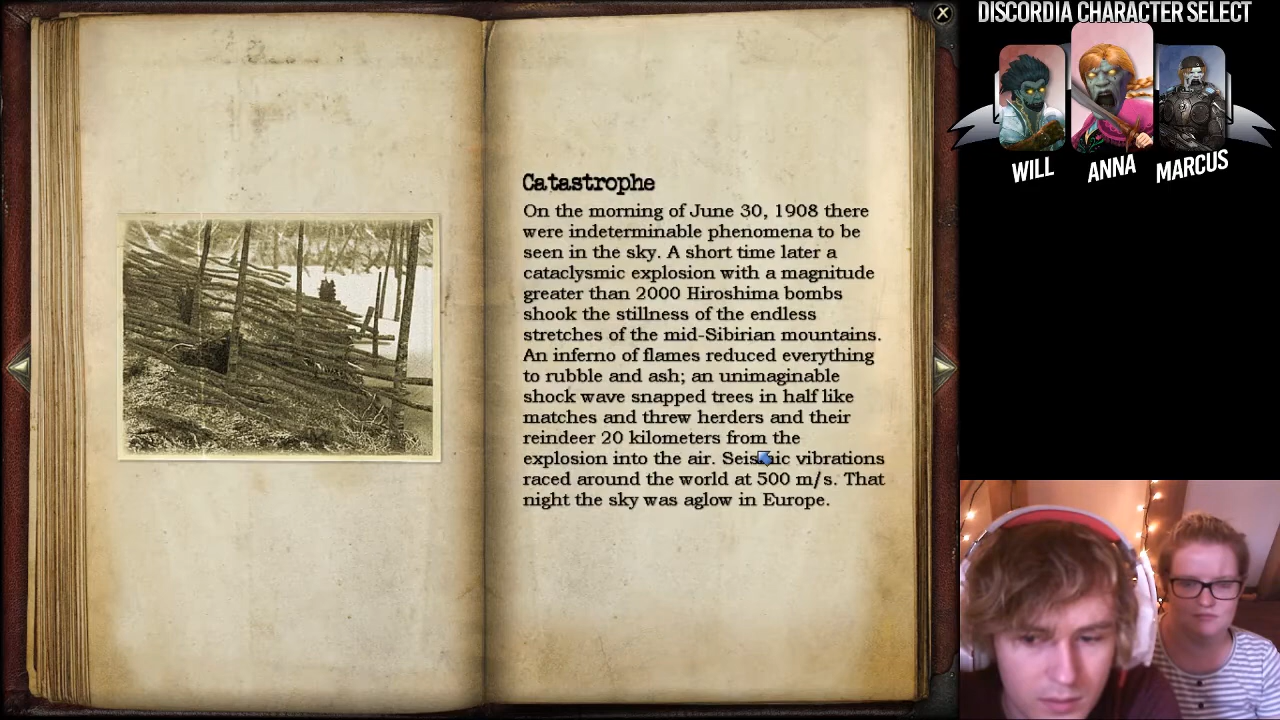 DISCORDIA CHARACTER SELECT
WILL
ANNA
MARCUS
Catastrophe
On the morning of June 30, 1908 there
were indeterminable phenomena to be
seen in the sky. A short time later a
cataclysmic explosion with a magnitude
greater than 2000 Hiroshima bombs
shook the stillness of the endless
stretches of the mid-Sibirian mountains.
An inferno of flames reduced everything
to rubble and ash; an unimaginable
shock wave snapped trees in half like
matches and threw herders and their
reindeer 20 kilometers from the
explosion into the air. Seismic vibrations
raced around the world at 500 m/s. That
night the sky was aglow in Europe.